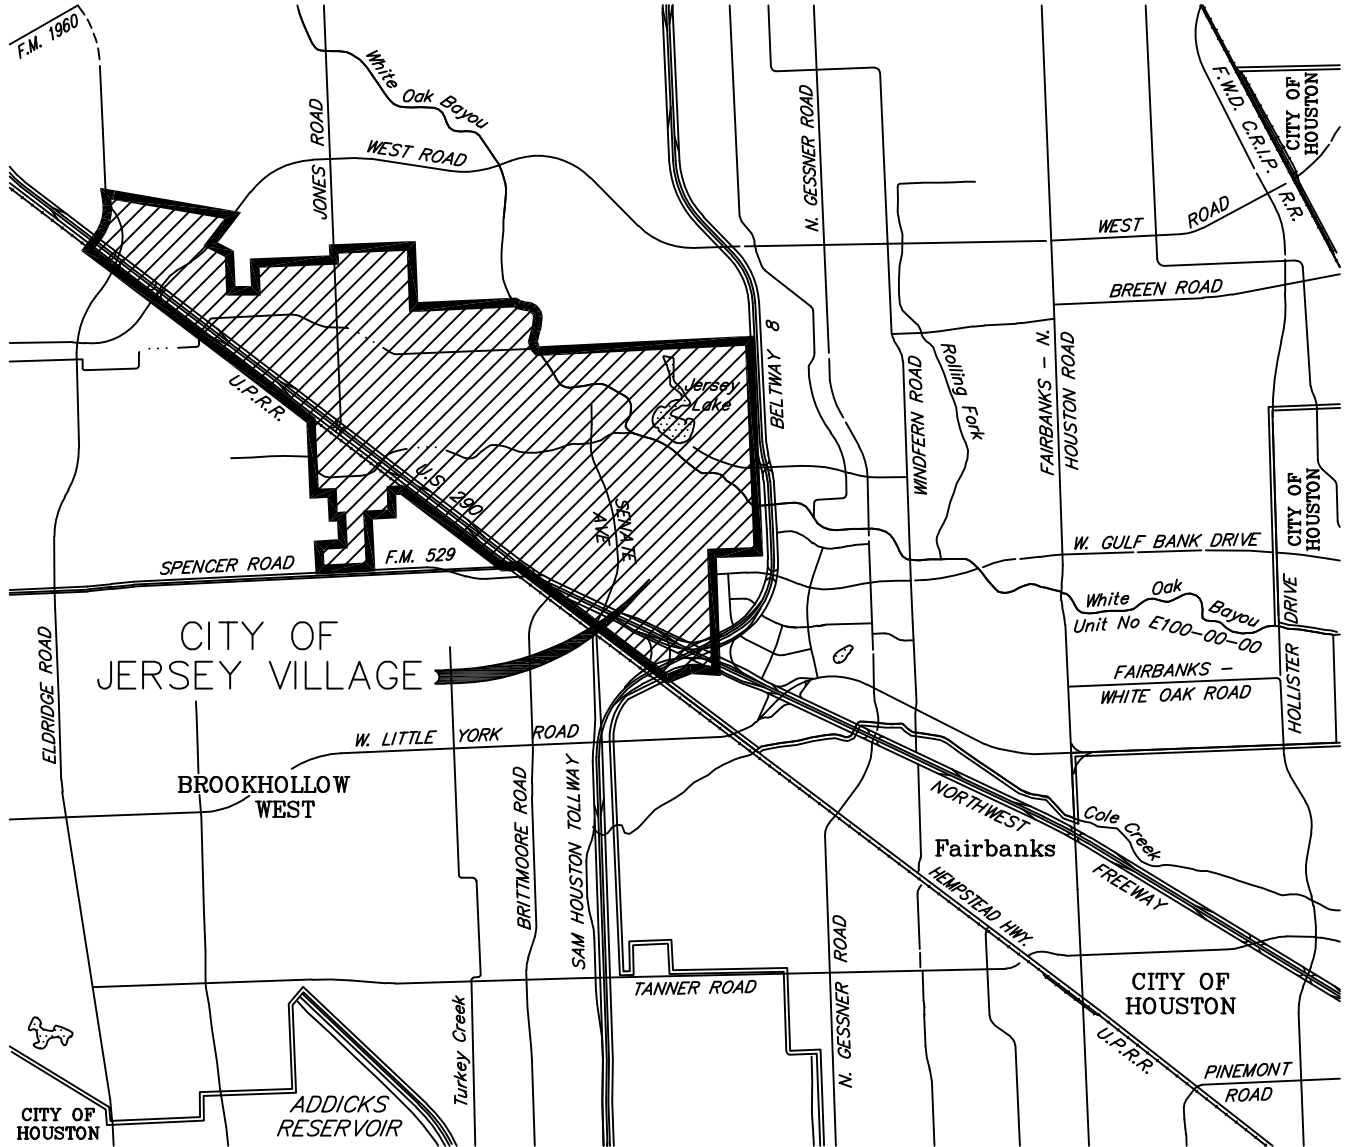 F.M. 1960
White
Oak Bayou
JONES ROAD
WEST ROAD
N. GESSNER ROAD
F.W.D. C.R.I.P. R.R.
CITY OF
HOUSTON
WEST ROAD
BREEN ROAD
BELTWAY 8
FAIRBANKS - N.
HOUSTON ROAD
WINDFERN ROAD
Rolling Fork
U.P.R.R.
Jersey
Lake
U.S. 290
SENATE
AVE
CITY OF
HOUSTON
SPENCER ROAD
F.M. 529
W. GULF BANK DRIVE
White Oak Bayou
Unit No E100-00-00
HOLLISTER DRIVE
CITY OF
JERSEY VILLAGE
ELDRIDGE ROAD
FAIRBANKS -
WHITE OAK ROAD
W. LITTLE YORK ROAD
BROOKHOLLOW
WEST
BRITTMOORE ROAD
SAM HOUSTON TOLLWAY
NORTHWEST
FREEWAY
Cole Creek
Fairbanks
HEMPSTEAD HWY.
N. GESSNER ROAD
TANNER ROAD
CITY OF
HOUSTON
Turkey Creek
U.P.R.R.
PINEMONT
ROAD
ADDICKS
RESERVOIR
CITY OF
HOUSTON